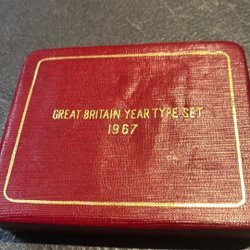 GREAT BRITAIN YEAR TYPE SET
1967